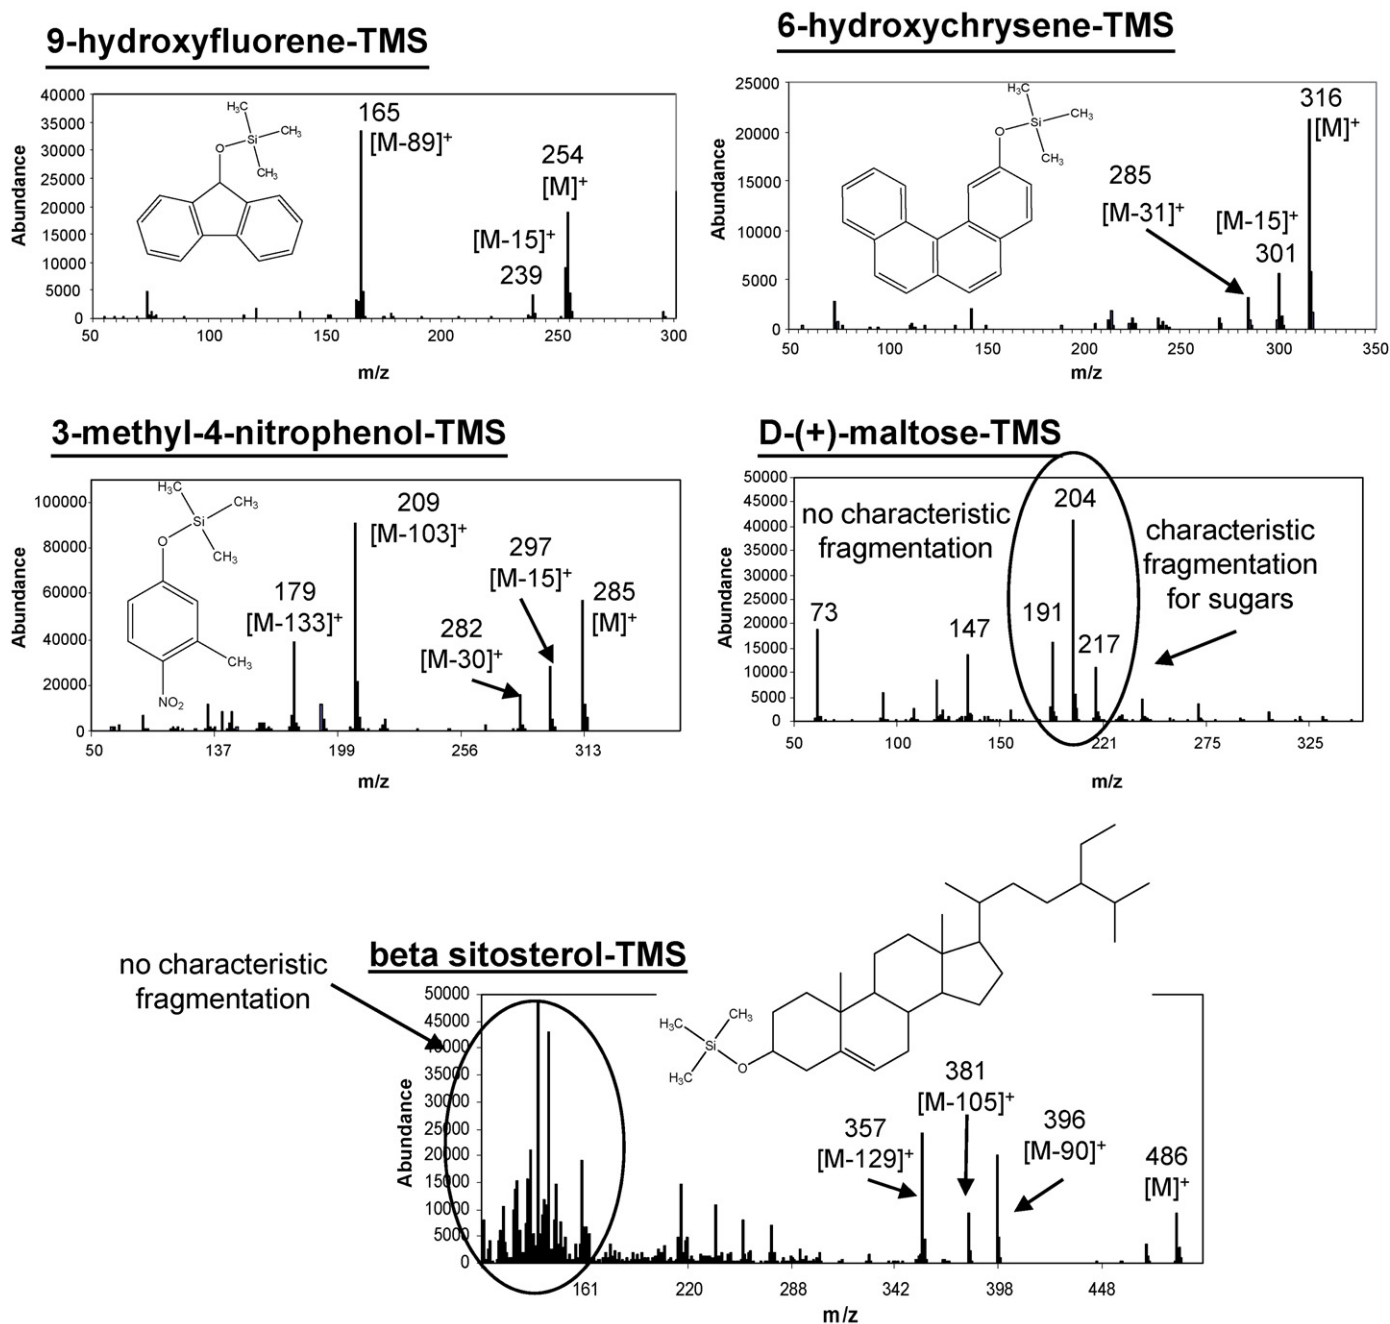 9-hydroxyfluorene-TMS
40000
35000
30000
25000
20000
15000
10000
5000
0
Abundance
H₃C
Si
CH₃
O
CH₃
165
[M-89]⁺
254
[M]⁺
[M-15]⁺
239
50
100
150
200
250
300
m/z
6-hydroxychrysene-TMS
25000
20000
15000
10000
5000
0
Abundance
H₃C
Si
CH₃
O
CH₃
316
[M]⁺
285
[M-31]⁺
[M-15]⁺
301
50
100
150
200
250
300
350
m/z
3-methyl-4-nitrophenol-TMS
100000
80000
60000
40000
20000
0
Abundance
H₃C
CH₃
Si
O
CH₃
CH₃
NO₂
209
[M-103]⁺
297
[M-15]⁺
285
[M]⁺
179
[M-133]⁺
282
[M-30]⁺
50
137
199
256
313
m/z
D-(+)-maltose-TMS
50000
45000
40000
35000
30000
25000
20000
15000
10000
5000
0
Abundance
no characteristic
fragmentation
204
characteristic
fragmentation
for sugars
73
147
191
217
50
100
150
221
275
325
m/z
no characteristic
fragmentation
beta sitosterol-TMS
50000
45000
40000
35000
30000
25000
20000
15000
10000
5000
0
Abundance
H₃C
CH₃
Si
H₃C
O
357
[M-129]⁺
381
[M-105]⁺
396
[M-90]⁺
486
[M]⁺
161
220
288
342
398
448
m/z